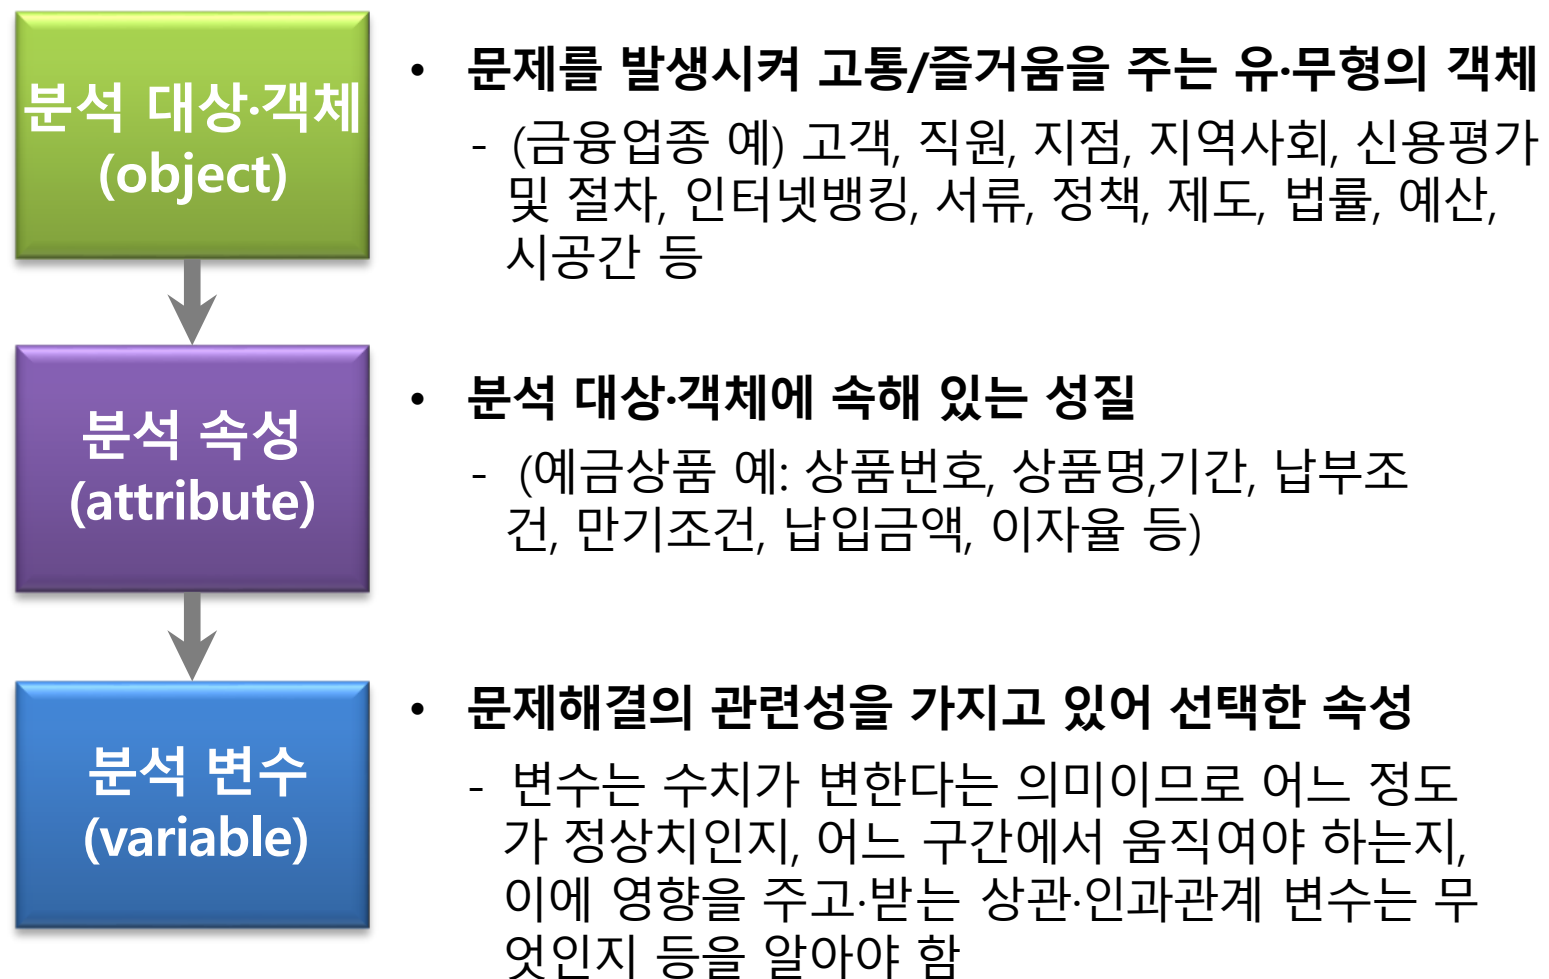 분석 대상·객체
(object)
• 문제를 발생시켜 고통/즐거움을 주는 유·무형의 객체
- (금융업종 예) 고객, 직원, 지점, 지역사회, 신용평가
및 절차, 인터넷뱅킹, 서류, 정책, 제도, 법률, 예산,
시공간 등
분석 속성
(attribute)
• 분석 대상·객체에 속해 있는 성질
- (예금상품 예: 상품번호, 상품명,기간, 납부조
건, 만기조건, 납입금액, 이자율 등)
분석 변수
(variable)
• 문제해결의 관련성을 가지고 있어 선택한 속성
- 변수는 수치가 변한다는 의미이므로 어느 정도
가 정상치인지, 어느 구간에서 움직여야 하는지,
이에 영향을 주고·받는 상관·인과관계 변수는 무
엇인지 등을 알아야 함